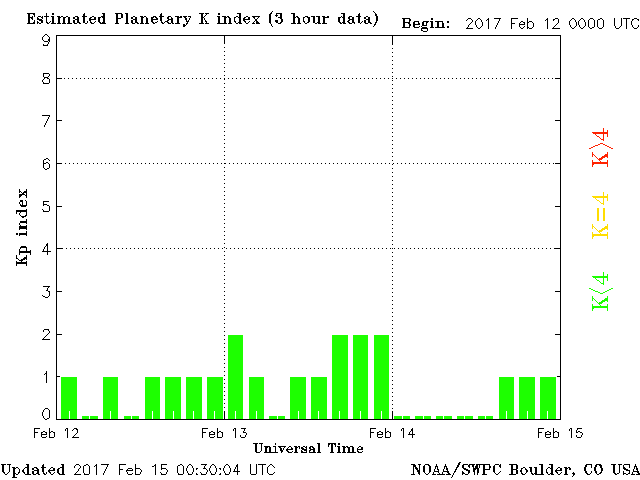 Estimated Planetary K index (3 hour data)
Begin: 2017 Feb 12 0000 UTC
9
8
7
6
5
4
3
2
1
0
Kp index
K>4
K=4
K<4
Feb 12
Feb 13
Feb 14
Feb 15
Universal Time
Updated 2017 Feb 15 00:30:04 UTC
NOAA/SWPC Boulder, CO USA